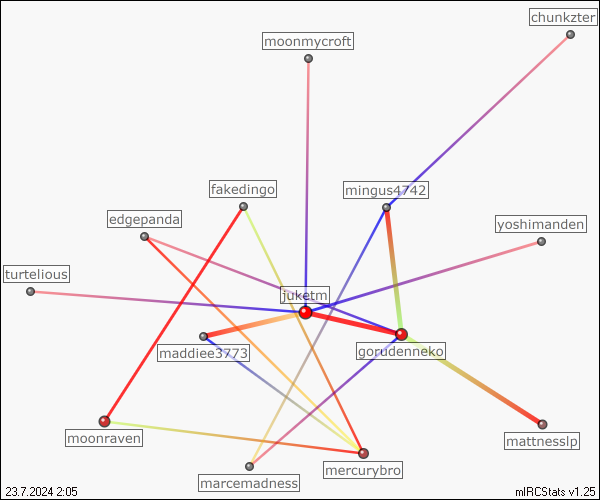 chunkzter
moonmycroft
fakedingo
mingus4742
edgepanda
yoshimanden
turtelious
juketm
maddiee3773
gorudenneko
moonraven
mattnesslp
mercurybro
marcemadness
23.7.2024 2:05
mIRCStats v1.25